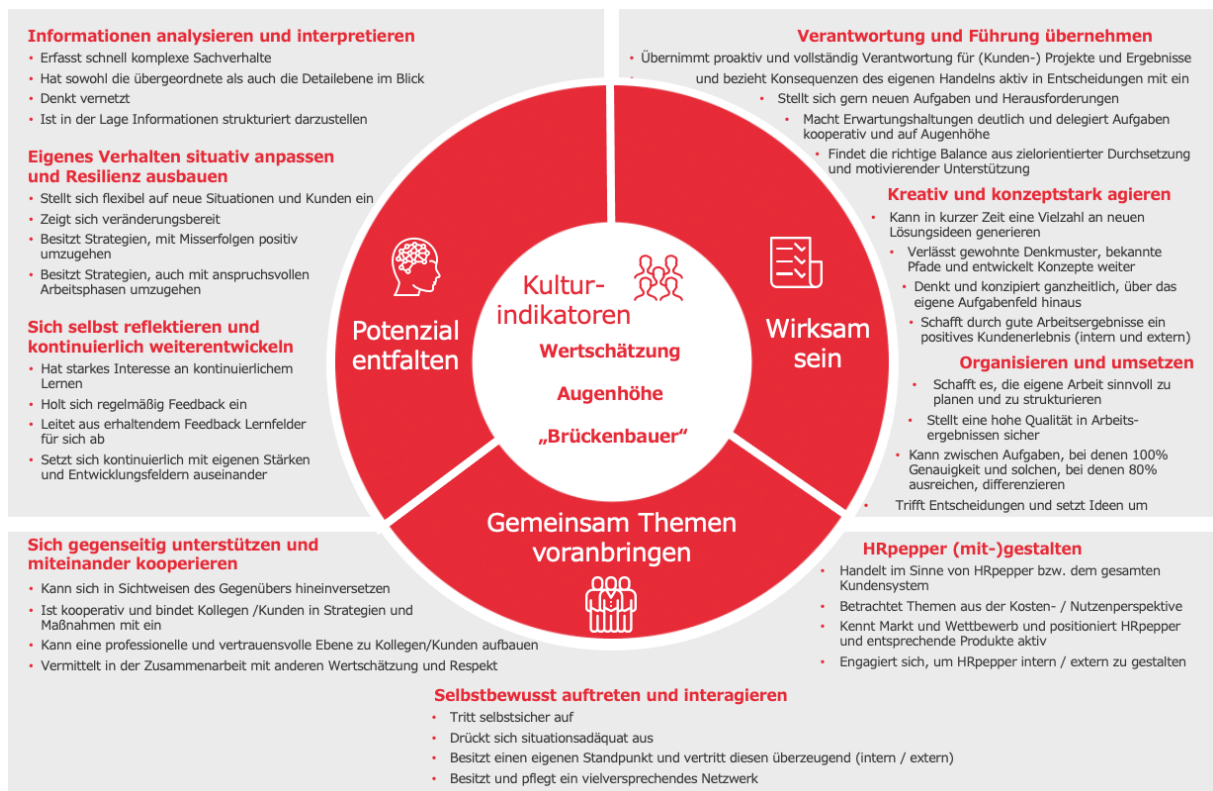 Informationen analysieren und interpretieren
• Erfasst schnell komplexe Sachverhalte
• Hat sowohl die übergeordnete als auch die Detailebene im Blick
• Denkt vernetzt
• Ist in der Lage Informationen strukturiert darzustellen
Eigenes Verhalten situativ anpassen
und Resilienz ausbauen
• Stellt sich flexibel auf neue Situationen und Kunden ein
• Zeigt sich veränderungsbereit
• Besitzt Strategien, mit Misserfolgen positiv
umzugehen
• Besitzt Strategien, auch mit anspruchsvollen
Arbeitsphasen umzugehen
Sich selbst reflektieren und
kontinuierlich weiterentwickeln
• Hat starkes Interesse an kontinuierlichem
Lernen
• Holt sich regelmäßig Feedback ein
• Leitet aus erhaltendem Feedback Lernfelder
für sich ab
• Setzt sich kontinuierlich mit eigenen Stärken
und Entwicklungsfeldern auseinander
Potenzial
entfalten
Kultur-
indikatoren
Wertschätzung
Augenhöhe
„Brückenbauer“
Wirksam
sein
Verantwortung und Führung übernehmen
• Übernimmt proaktiv und vollständig Verantwortung für (Kunden-) Projekte und Ergebnisse
• und bezieht Konsequenzen des eigenen Handelns aktiv in Entscheidungen mit ein
• Stellt sich gern neuen Aufgaben und Herausforderungen
• Macht Erwartungshaltungen deutlich und delegiert Aufgaben
kooperativ und auf Augenhöhe
• Findet die richtige Balance aus zielorientierter Durchsetzung
und motivierender Unterstützung
Kreativ und konzeptstark agieren
• Kann in kurzer Zeit eine Vielzahl an neuen
Lösungsideen generieren
• Verlässt gewohnte Denkmuster, bekannte
Pfade und entwickelt Konzepte weiter
• Denkt und konzipiert ganzheitlich, über das
eigene Aufgabenfeld hinaus
• Schafft durch gute Arbeitsergebnisse ein
positives Kundenerlebnis (intern und extern)
Organisieren und umsetzen
• Schafft es, die eigene Arbeit sinnvoll zu
planen und zu strukturieren
• Stellt eine hohe Qualität in Arbeits-
ergebnissen sicher
• Kann zwischen Aufgaben, bei denen 100%
Genauigkeit und solchen, bei denen 80%
ausreichen, differenzieren
• Trifft Entscheidungen und setzt Ideen um
Gemeinsam Themen
voranbringen
Sich gegenseitig unterstützen und
miteinander kooperieren
• Kann sich in Sichtweisen des Gegenübers hineinversetzen
• Ist kooperativ und bindet Kollegen /Kunden in Strategien und
Maßnahmen mit ein
• Kann eine professionelle und vertrauensvolle Ebene zu Kollegen/Kunden aufbauen
• Vermittelt in der Zusammenarbeit mit anderen Wertschätzung und Respekt
HRpepper (mit-)gestalten
• Handelt im Sinne von HRpepper bzw. dem gesamten
Kundensystem
• Betrachtet Themen aus der Kosten- / Nutzenperspektive
• Kennt Markt und Wettbewerb und positioniert HRpepper
und entsprechende Produkte aktiv
• Engagiert sich, um HRpepper intern / extern zu gestalten
Selbstbewusst auftreten und interagieren
• Tritt selbstsicher auf
• Drückt sich situationsadäquat aus
• Besitzt einen eigenen Standpunkt und vertritt diesen überzeugend (intern / extern)
• Besitzt und pflegt ein vielversprechendes Netzwerk